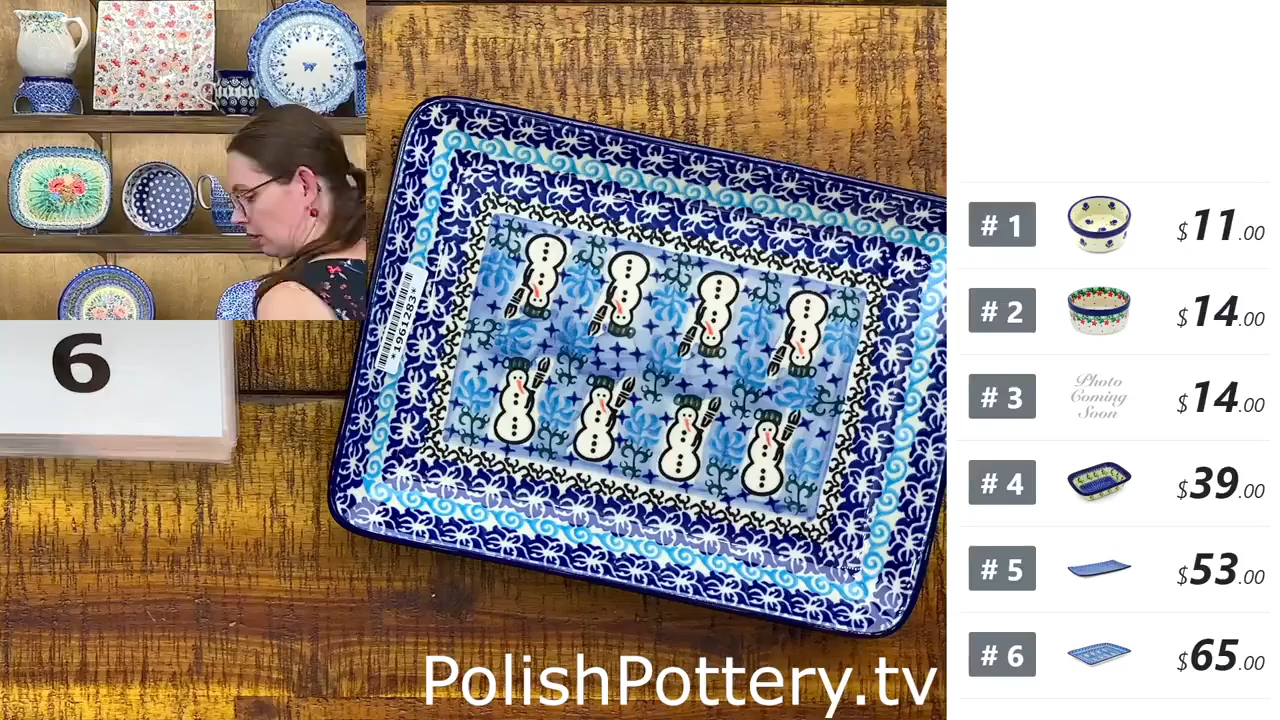 6
*1961283*
PolishPottery.tv
# 1 $11.00
# 2 $14.00
# 3 Photo Coming Soon $14.00
# 4 $39.00
# 5 $53.00
# 6 $65.00